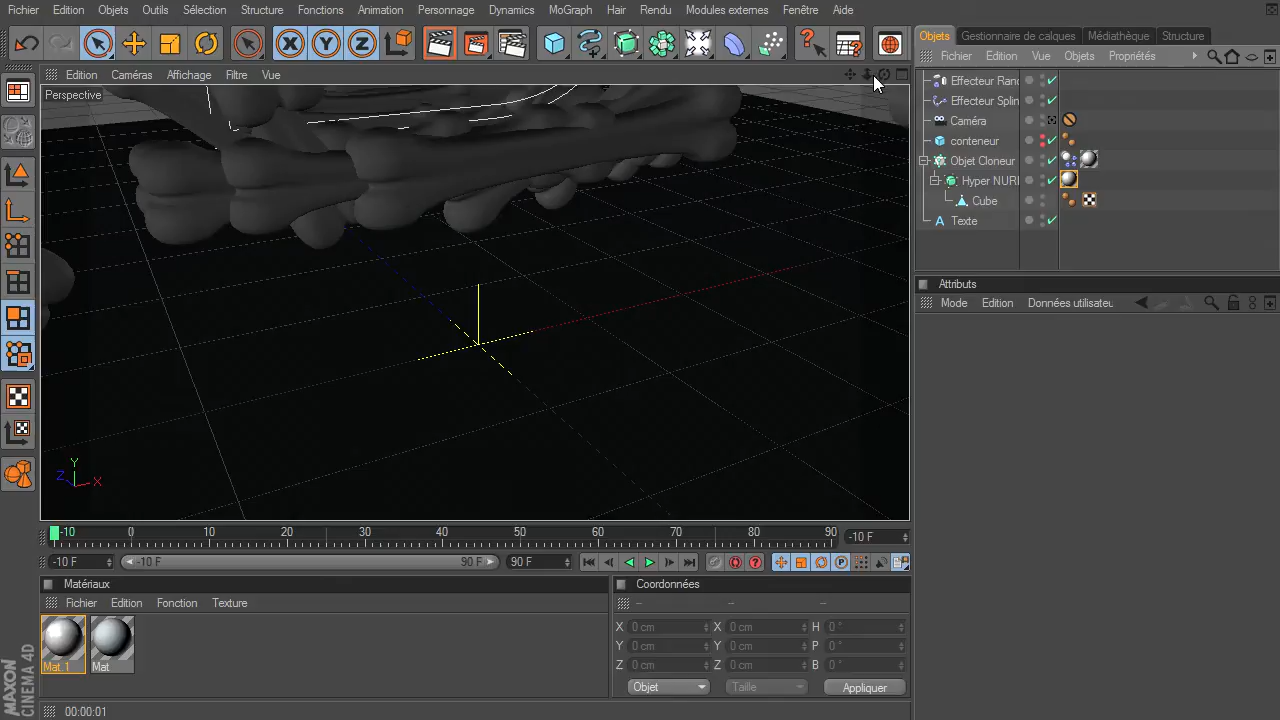 Fichier Edition Objets Outils Sélection Structure Fonctions Animation Personnage Dynamics MoGraph Hair Rendu Modules externes Fenêtre Aide
Objets Gestionnaire de calques Médiathèque Structure
Fichier Edition Vue Objets Propriétés
Edition Caméras Affichage Filtre Vue
Perspective
Effecteur Rand
Effecteur Splin
Caméra
conteneur
Objet Cloneur
Hyper NURB
Cube
A Texte
Attributs
Mode Edition Données utilisateu
Y
Z X
-10 0 10 20 30 40 50 60 70 80 90 -10 F
-10 F -10 F 90 F 90 F
Matériaux
Fichier Edition Fonction Texture
Mat.1 Mat
Coordonnées
-- -- --
X 0 cm X 0 cm H 0 °
Y 0 cm Y 0 cm P 0 °
Z 0 cm Z 0 cm B 0 °
Objet Taille Appliquer
MAXON
CINEMA 4D
00:00:01